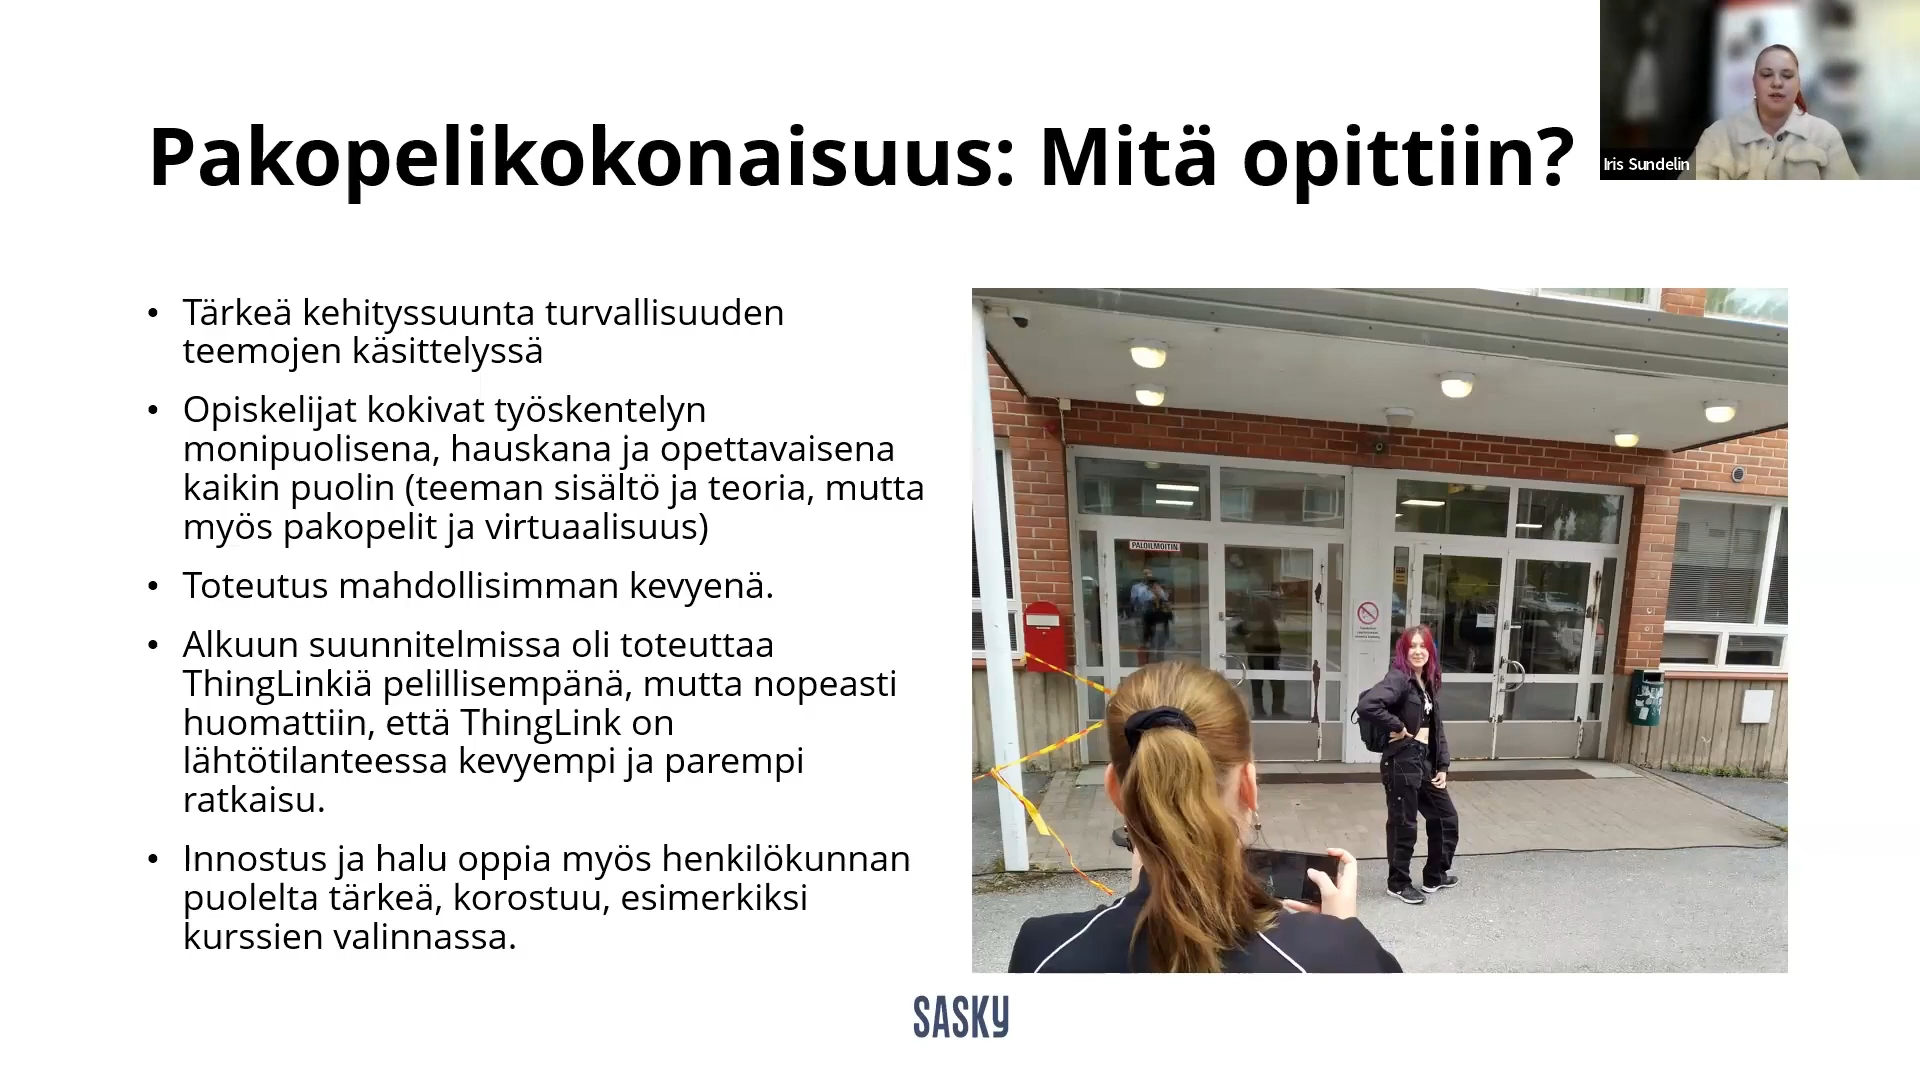 Pakopelikokonaisuus: Mitä opittiin?
Iris Sundelin
• Tärkeä kehityssuunta turvallisuuden
teemojen käsittelyssä
• Opiskelijat kokivat työskentelyn
monipuolisena, hauskana ja opettavaisena
kaikin puolin (teeman sisältö ja teoria, mutta
myös pakopelit ja virtuaalisuus)
• Toteutus mahdollisimman kevyenä.
• Alkuun suunnitelmissa oli toteuttaa
ThingLinkiä pelillisempänä, mutta nopeasti
huomattiin, että ThingLink on
lähtötilanteessa kevyempi ja parempi
ratkaisu.
• Innostus ja halu oppia myös henkilökunnan
puolelta tärkeä, korostuu, esimerkiksi
kurssien valinnassa.
PALOILMOITIN
SASKY